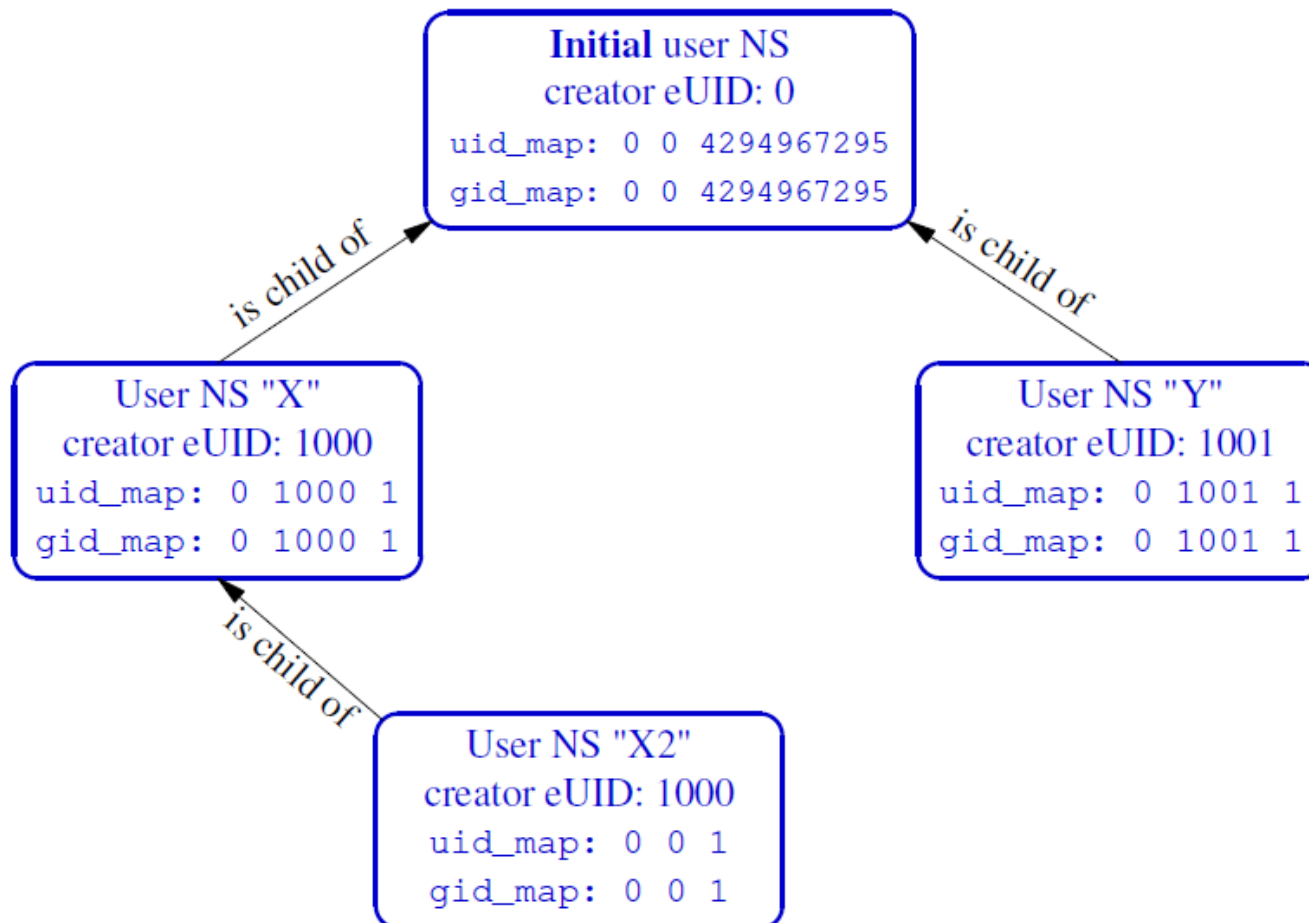 Initial user NS
creator eUID: 0
uid_map: 0 0 4294967295
gid_map: 0 0 4294967295
is child of
is child of
User NS "X"
creator eUID: 1000
uid_map: 0 1000 1
gid_map: 0 1000 1
User NS "Y"
creator eUID: 1001
uid_map: 0 1001 1
gid_map: 0 1001 1
is child of
User NS "X2"
creator eUID: 1000
uid_map: 0 0 1
gid_map: 0 0 1